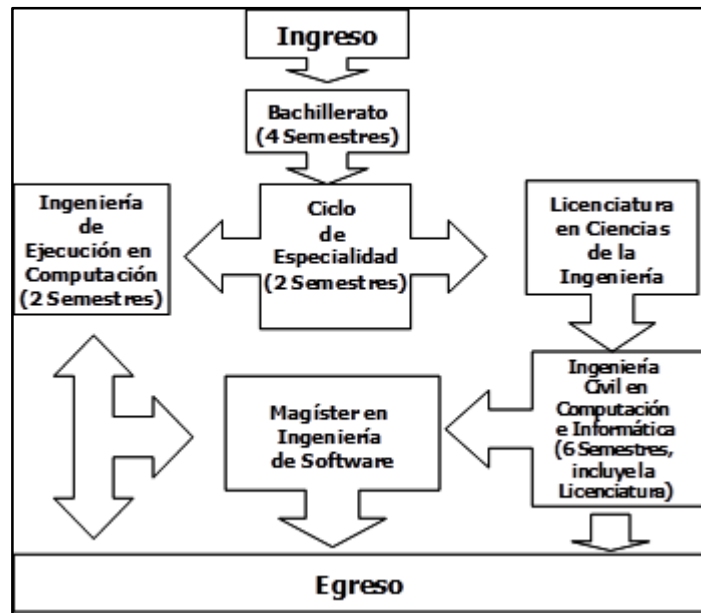 Ingreso
Bachillerato
(4 Semestres)
Ingeniería
de
Ejecución en
Computación
(2 Semestres)
Ciclo
de
Especialidad
(2 Semestres)
Licenciatura
en Ciencias
de la
Ingeniería
Magíster en
Ingeniería
de Software
Ingeniería
Civil en
Computación
e Informática
(6 Semestres,
incluye la
Licenciatura)
Egreso